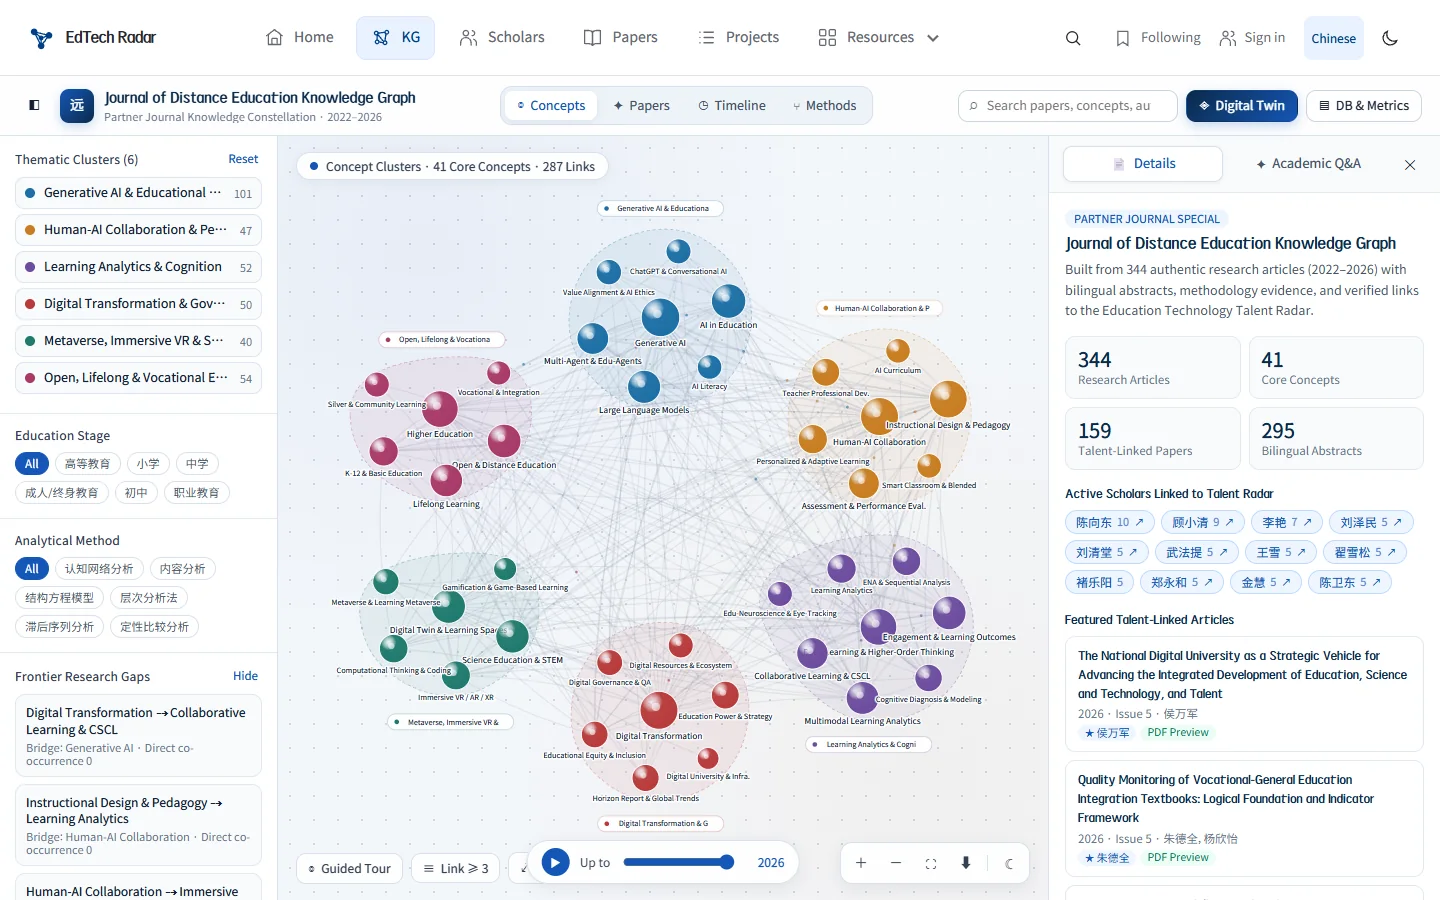 EdTech Radar
Home
KG
Scholars
Papers
Projects
Resources
Following
Sign in
Chinese
远
Journal of Distance Education Knowledge Graph
Partner Journal Knowledge Constellation · 2022–2026
Concepts
Papers
Timeline
Methods
Search papers, concepts, au
Digital Twin
DB & Metrics
Thematic Clusters (6)
Reset
Generative AI & Educational ··· 101
Human-AI Collaboration & Pe··· 47
Learning Analytics & Cognition 52
Digital Transformation & Gov··· 50
Metaverse, Immersive VR & S··· 40
Open, Lifelong & Vocational E··· 54
Education Stage
All 高等教育 小学 中学
成人/终身教育 初中 职业教育
Analytical Method
All 认知网络分析 内容分析
结构方程模型 层次分析法
滞后序列分析 定性比较分析
Frontier Research Gaps
Hide
Digital Transformation → Collaborative
Learning & CSCL
Bridge: Generative AI · Direct co-
occurrence 0
Instructional Design & Pedagogy →
Learning Analytics
Bridge: Human-AI Collaboration · Direct co-
occurrence 0
Human-AI Collaboration → Immersive
Concept Clusters · 41 Core Concepts · 287 Links
Generative AI & Educationa
ChatGPT & Conversational AI
Value Alignment & AI Ethics
AI in Education
Generative AI
Multi-Agent & Edu-Agents
AI Literacy
Large Language Models
Human-AI Collaboration & P
AI Curriculum
Teacher Professional Dev.
Instructional Design & Pedagogy
Human-AI Collaboration
Personalized & Adaptive Learning
Smart Classroom & Blended
Assessment & Performance Eval.
Open, Lifelong & Vocationa
Vocational & Integration
Silver & Community Learning
Higher Education
Open & Distance Education
K-12 & Basic Education
Lifelong Learning
Gamification & Game-Based Learning
Metaverse & Learning Metaverse
Digital Twin & Learning Spa
Science Education & STEM
Computational Thinking & Coding
Immersive VR / AR / XR
Metaverse, Immersive VR &
ENA & Sequential Analysis
Learning Analytics
Edu-Neuroscience & Eye-Tracking
Engagement & Learning Outcomes
earning & Higher-Order Thinking
Collaborative Learning & CSCL
Cognitive Diagnosis & Modeling
Multimodal Learning Analytics
Learning Analytics & Cogni
Digital Resources & Ecosystem
Digital Governance & QA
Education Power & Strategy
Digital Transformation
Educational Equity & Inclusion
Digital University & Infra.
Horizon Report & Global Trends
Digital Transformation & G
Guided Tour
Link ≥ 3
Up to
2026
Details
Academic Q&A
PARTNER JOURNAL SPECIAL
Journal of Distance Education Knowledge Graph
Built from 344 authentic research articles (2022–2026) with
bilingual abstracts, methodology evidence, and verified links
to the Education Technology Talent Radar.
344
Research Articles
41
Core Concepts
159
Talent-Linked Papers
295
Bilingual Abstracts
Active Scholars Linked to Talent Radar
陈向东 10 ↗ 顾小清 9 ↗ 李艳 7 ↗ 刘泽民 5 ↗
刘清堂 5 ↗ 武法提 5 ↗ 王雪 5 ↗ 翟雪松 5 ↗
褚乐阳 5 郑永和 5 ↗ 金慧 5 ↗ 陈卫东 5 ↗
Featured Talent-Linked Articles
The National Digital University as a Strategic Vehicle for
Advancing the Integrated Development of Education, Science
and Technology, and Talent
2026 · Issue 5 · 侯万军
★ 侯万军 PDF Preview
Quality Monitoring of Vocational-General Education
Integration Textbooks: Logical Foundation and Indicator
Framework
2026 · Issue 5 · 朱德全, 杨欣怡
★ 朱德全 PDF Preview